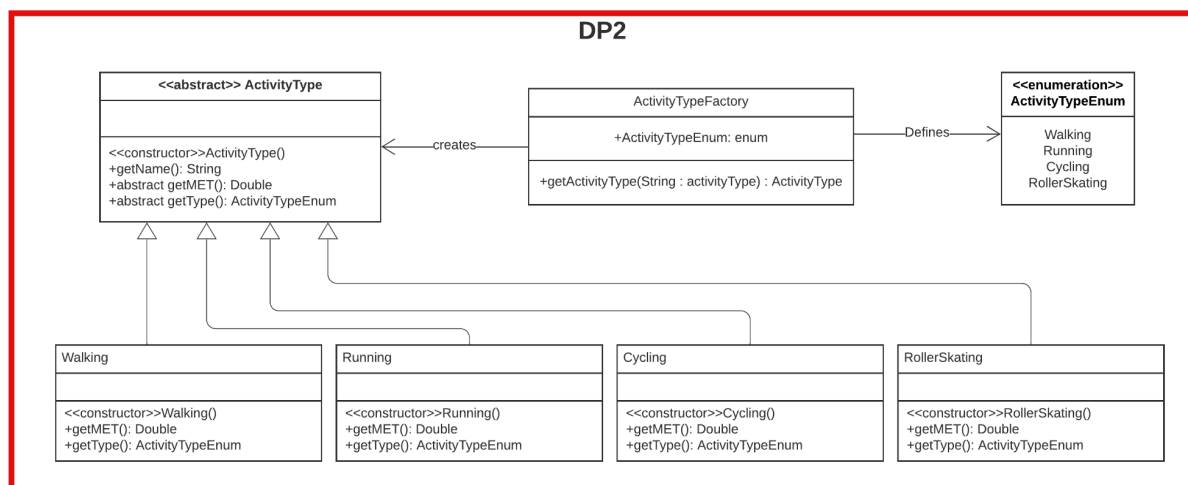 DP2
<<abstract>> ActivityType
<<constructor>>ActivityType()
+getName(): String
+abstract getMET(): Double
+abstract getType(): ActivityTypeEnum
creates
ActivityTypeFactory
+ActivityTypeEnum: enum
+getActivityType(String : activityType) : ActivityType
Defines
<<enumeration>>
ActivityTypeEnum
Walking
Running
Cycling
RollerSkating
Walking
<<constructor>>Walking()
+getMET(): Double
+getType(): ActivityTypeEnum
Running
<<constructor>>Running()
+getMET(): Double
+getType(): ActivityTypeEnum
Cycling
<<constructor>>Cycling()
+getMET(): Double
+getType(): ActivityTypeEnum
RollerSkating
<<constructor>>RollerSkating()
+getMET(): Double
+getType(): ActivityTypeEnum